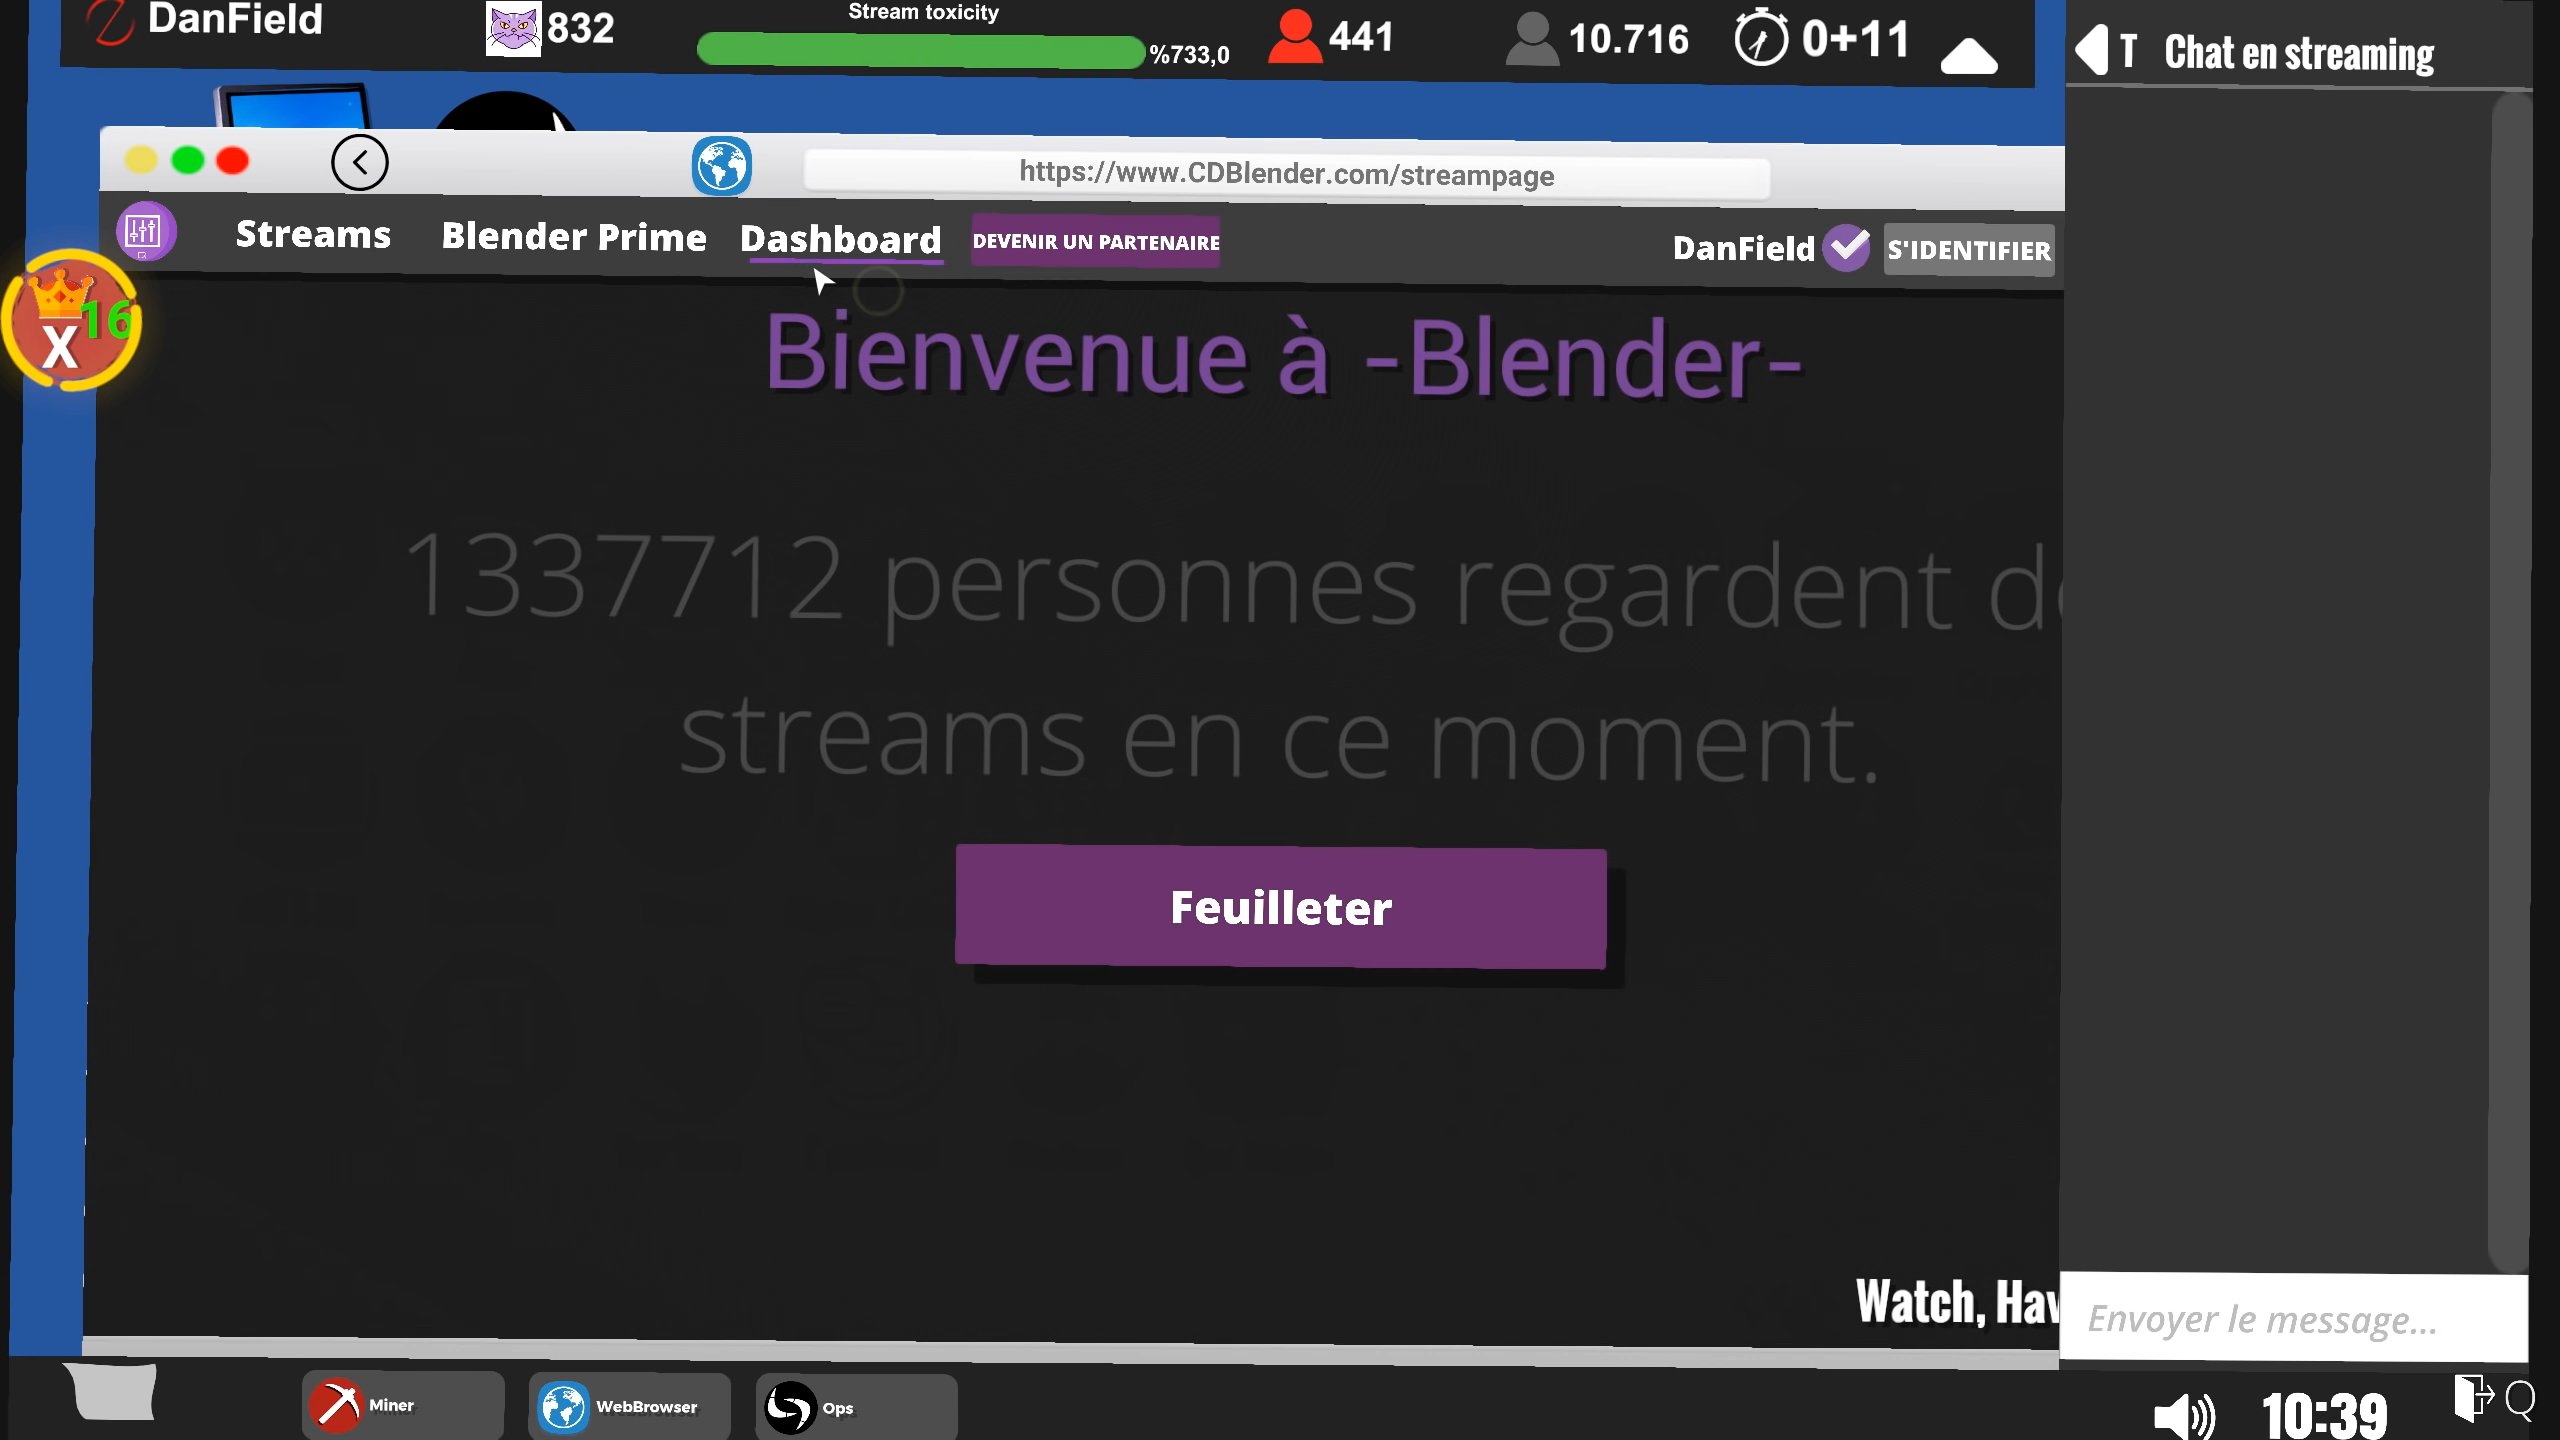 DanField
832
Stream toxicity
%733,0
441
10.716
0+11
T Chat en streaming
https://www.CDBlender.com/streampage
Streams
Blender Prime
Dashboard
DEVENIR UN PARTENAIRE
DanField
S'IDENTIFIER
X16
Bienvenue à -Blender-
1337712 personnes regardent de
streams en ce moment.
Feuilleter
Watch, Hav
Envoyer le message...
Miner
WebBrowser
Ops
10:39
Q